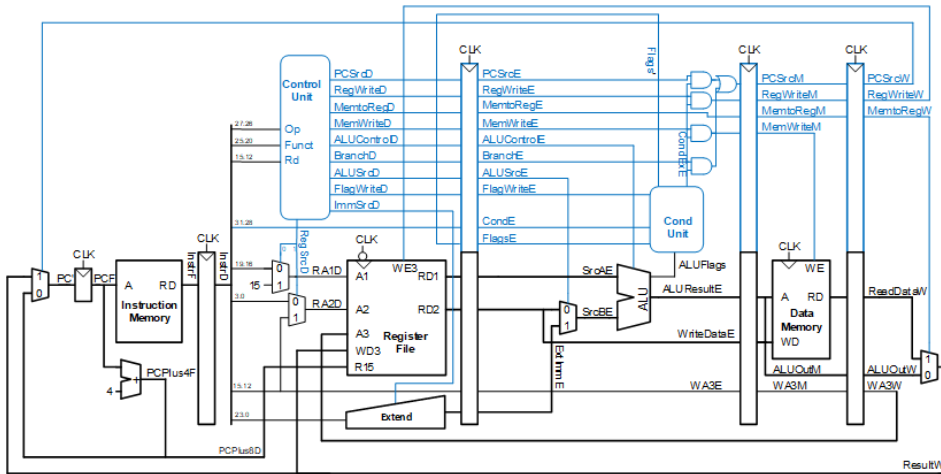 CLK
CLK
CLK
Control
Unit
PCSrcD
RegWriteD
MemtoRegD
MemWriteD
ALUControlD
BranchD
ALUSrcD
FlagWriteD
ImmSrcD
Op
Funct
Rd
27:26
25:20
15:12
31:28
PCSrcE
RegWriteE
MemtoRegE
MemWriteE
ALUControlE
BranchE
ALUSrcE
FlagWriteE
CondE
FlagsE
Flags'
CondExE
Cond
Unit
PCSrcM
RegWriteM
MemtoRegM
MemWriteM
PCSrcW
RegWriteW
MemtoRegW
CLK
CLK
CLK
CLK
RegSrcD
0
1
0
PC'
PCF
A
RD
Instruction
Memory
InstrF
InstrD
19:16
15
0
1
RA1D
3:0
0
1
RA2D
A1
A2
A3
WD3
R15
WE3
RD1
RD2
Register
File
SrcAE
0
1
SrcBE
ALU
ALUFlags
ALUResultE
WriteDataE
ExtImmE
WE
A
RD
Data
Memory
WD
ReadDataW
1
0
PCPlus4F
4
+
15:12
23:0
Extend
WA3E
ALUOutM
WA3M
ALUOutW
WA3W
PCPlus8D
ResultW